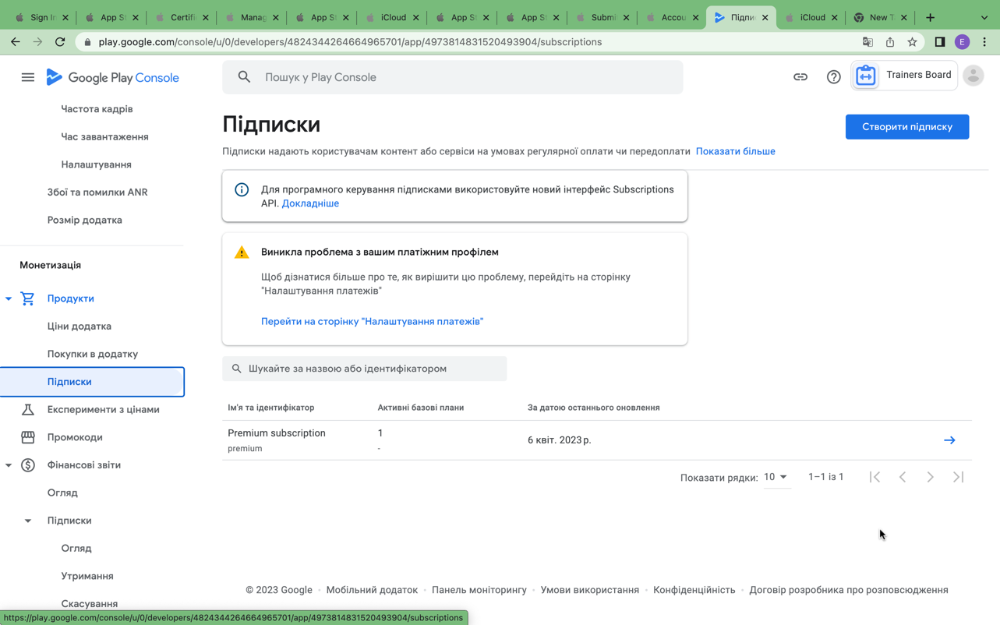 Sign In
App St
Certifi
Manag
App St
iCloud
App St
App St
Submi
Accou
Підпи
iCloud
New T
play.google.com/console/u/0/developers/4824344264664965701/app/4973814831520493904/subscriptions
E
Google Play Console
Пошук у Play Console
Trainers Board
Частота кадрів
Час завантаження
Налаштування
Збої та помилки ANR
Розмір додатка
Монетизація
Продукти
Ціни додатка
Покупки в додатку
Підписки
Експерименти з цінами
Промокоди
Фінансові звіти
Огляд
Підписки
Огляд
Утримання
Скасування
Підписки
Створити підписку
Підписки надають користувачам контент або сервіси на умовах регулярної оплати чи передоплати Показати більше
Для програмного керування підписками використовуйте новий інтерфейс Subscriptions
API. Докладніше
Виникла проблема з вашим платіжним профілем
Щоб дізнатися більше про те, як вирішити цю проблему, перейдіть на сторінку
"Налаштування платежів"
Перейти на сторінку "Налаштування платежів"
Шукайте за назвою або ідентифікатором
Ім'я та ідентифікатор Активні базові плани За датою останнього оновлення
Premium subscription 1 6 квіт. 2023 р.
premium -
Показати рядки: 10 1–1 із 1
© 2023 Google · Мобільний додаток · Панель моніторингу · Умови використання · Конфіденційність · Договір розробника про розповсюдження
https://play.google.com/console/u/0/developers/4824344264664965701/app/4973814831520493904/subscriptions